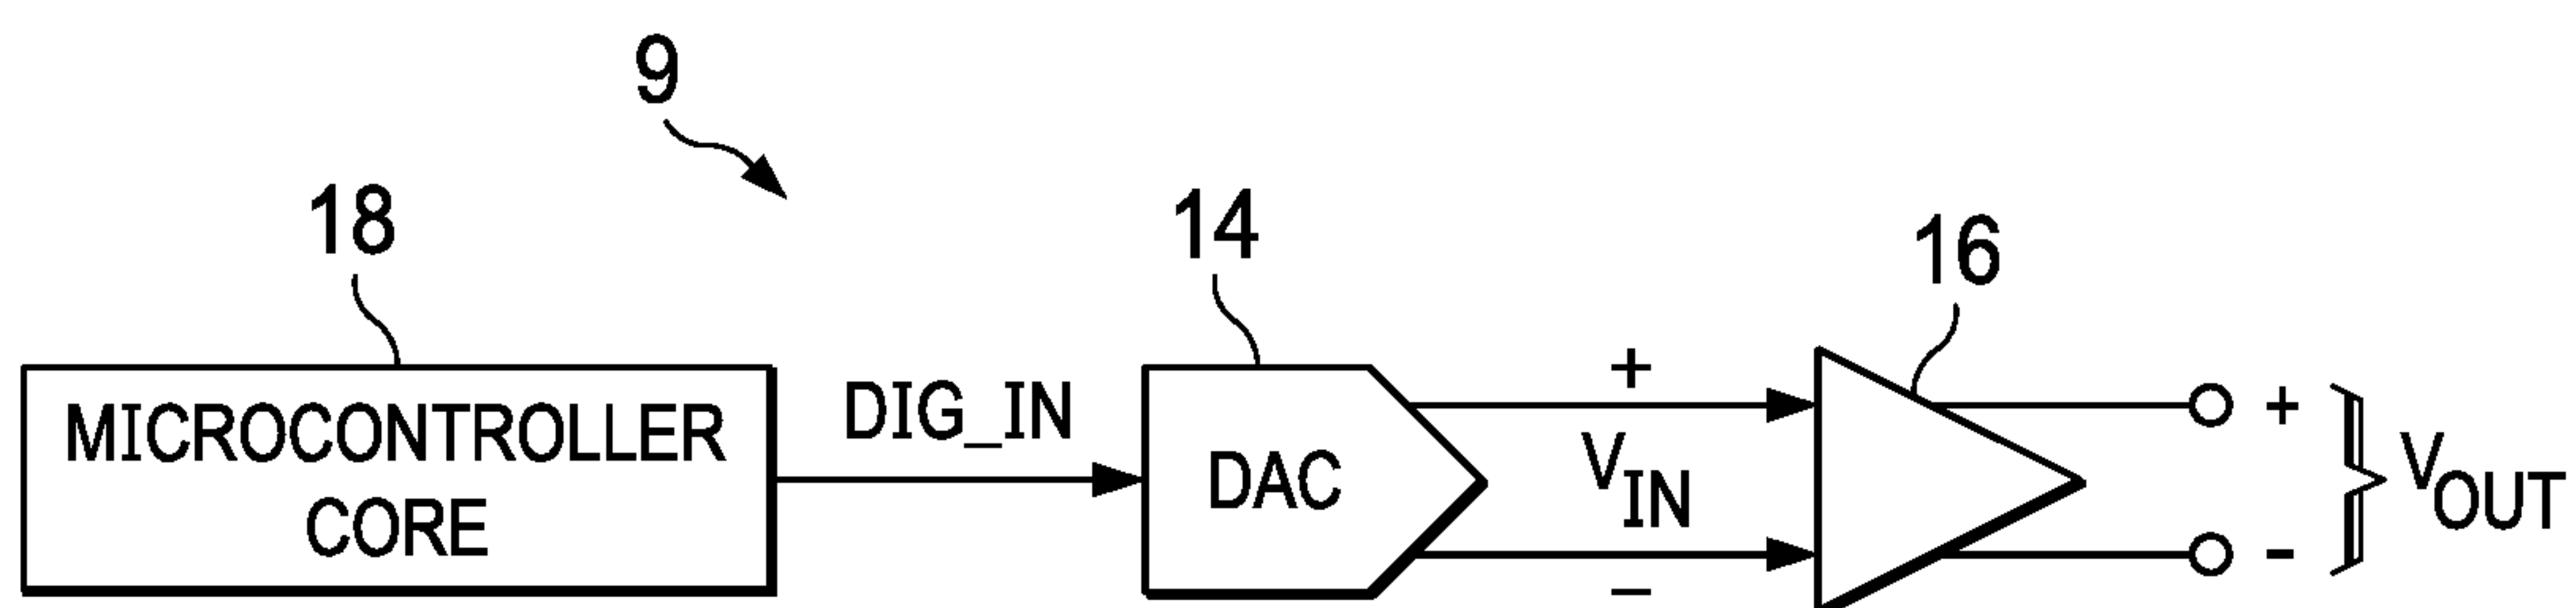 9
18
14
16
MICROCONTROLLER
CORE
DIG_IN
DAC
+
VIN
−
+
-
VOUT